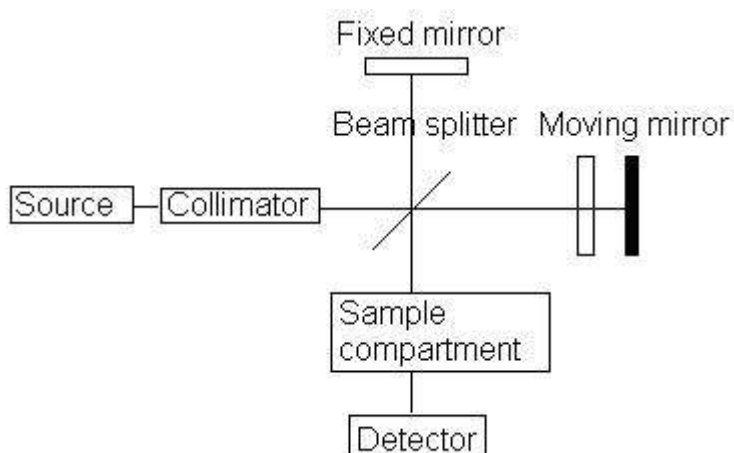 Fixed mirror
Beam splitter
Moving mirror
Source
Collimator
Sample
compartment
Detector